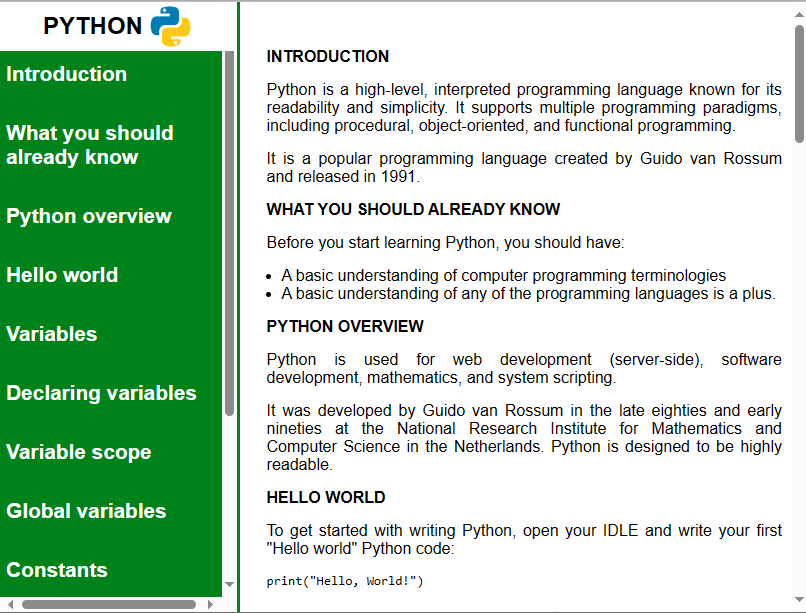 PYTHON
Introduction
What you should
already know
Python overview
Hello world
Variables
Declaring variables
Variable scope
Global variables
Constants
INTRODUCTION
Python is a high-level, interpreted programming language known for its
readability and simplicity. It supports multiple programming paradigms,
including procedural, object-oriented, and functional programming.
It is a popular programming language created by Guido van Rossum
and released in 1991.
WHAT YOU SHOULD ALREADY KNOW
Before you start learning Python, you should have:
• A basic understanding of computer programming terminologies
• A basic understanding of any of the programming languages is a plus.
PYTHON OVERVIEW
Python is used for web development (server-side), software
development, mathematics, and system scripting.
It was developed by Guido van Rossum in the late eighties and early
nineties at the National Research Institute for Mathematics and
Computer Science in the Netherlands. Python is designed to be highly
readable.
HELLO WORLD
To get started with writing Python, open your IDLE and write your first
"Hello world" Python code:
print("Hello, World!")